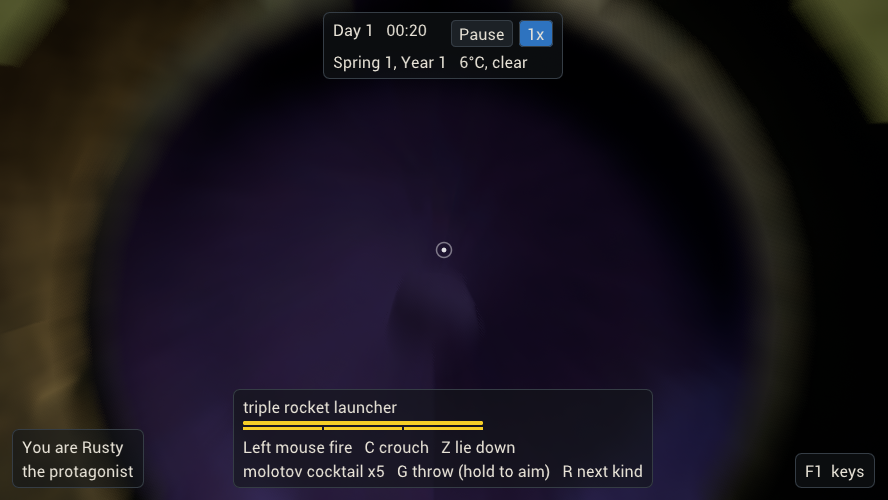 Day 1 00:20 Pause 1x
Spring 1, Year 1 6°C, clear
triple rocket launcher
Left mouse fire C crouch Z lie down
molotov cocktail x5 G throw (hold to aim) R next kind
You are Rusty
the protagonist
F1 keys